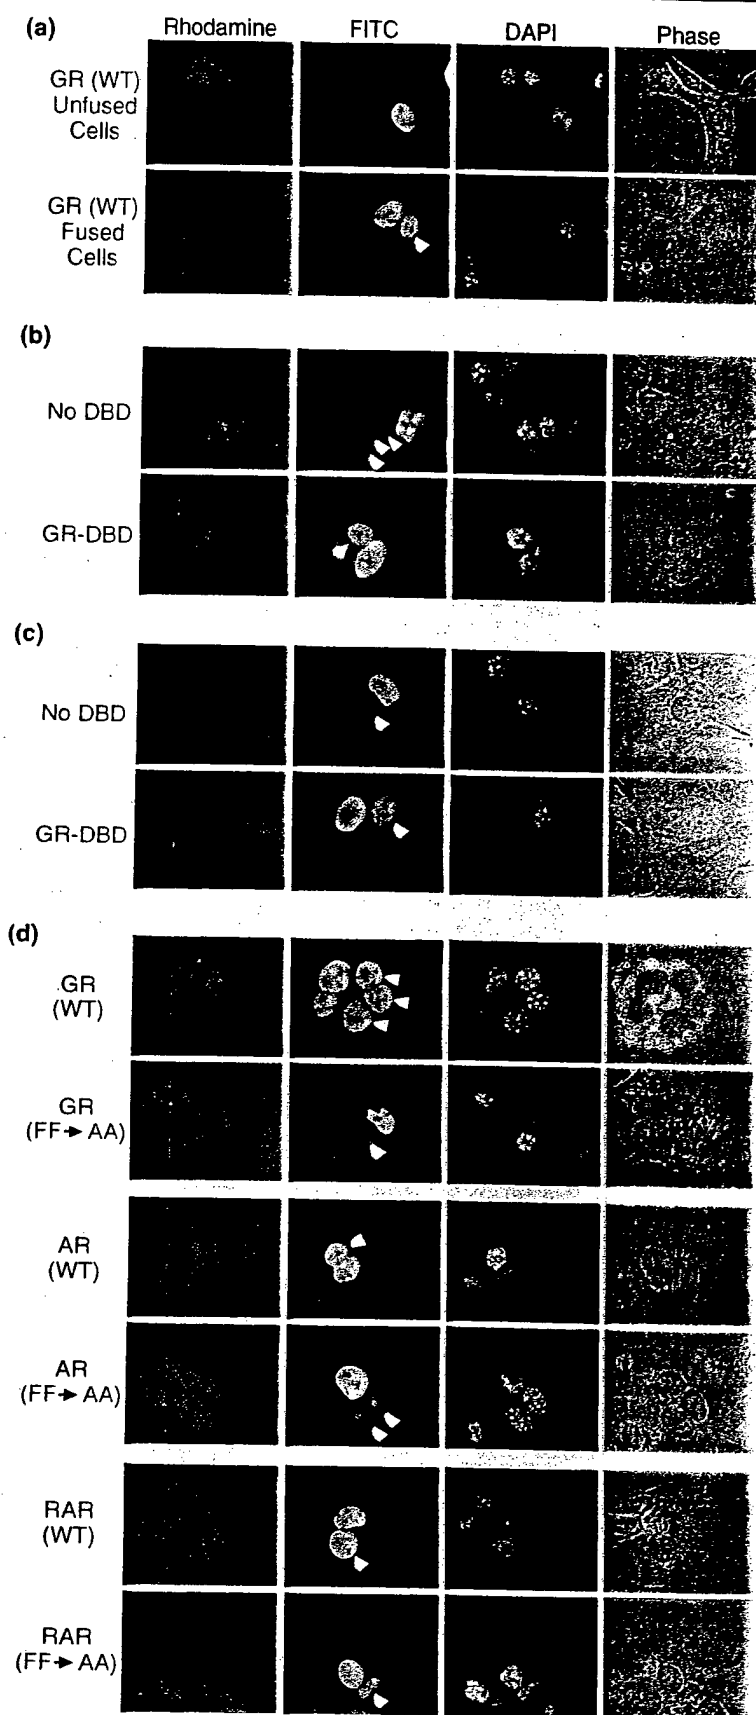 (a)
Rhodamine FITC DAPI Phase
GR (WT)
Unfused
Cells
GR (WT)
Fused
Cells
(b)
No DBD
GR-DBD
(c)
No DBD
GR-DBD
(d)
GR
(WT)
GR
(FF→AA)
AR
(WT)
AR
(FF→AA)
RAR
(WT)
RAR
(FF→AA)